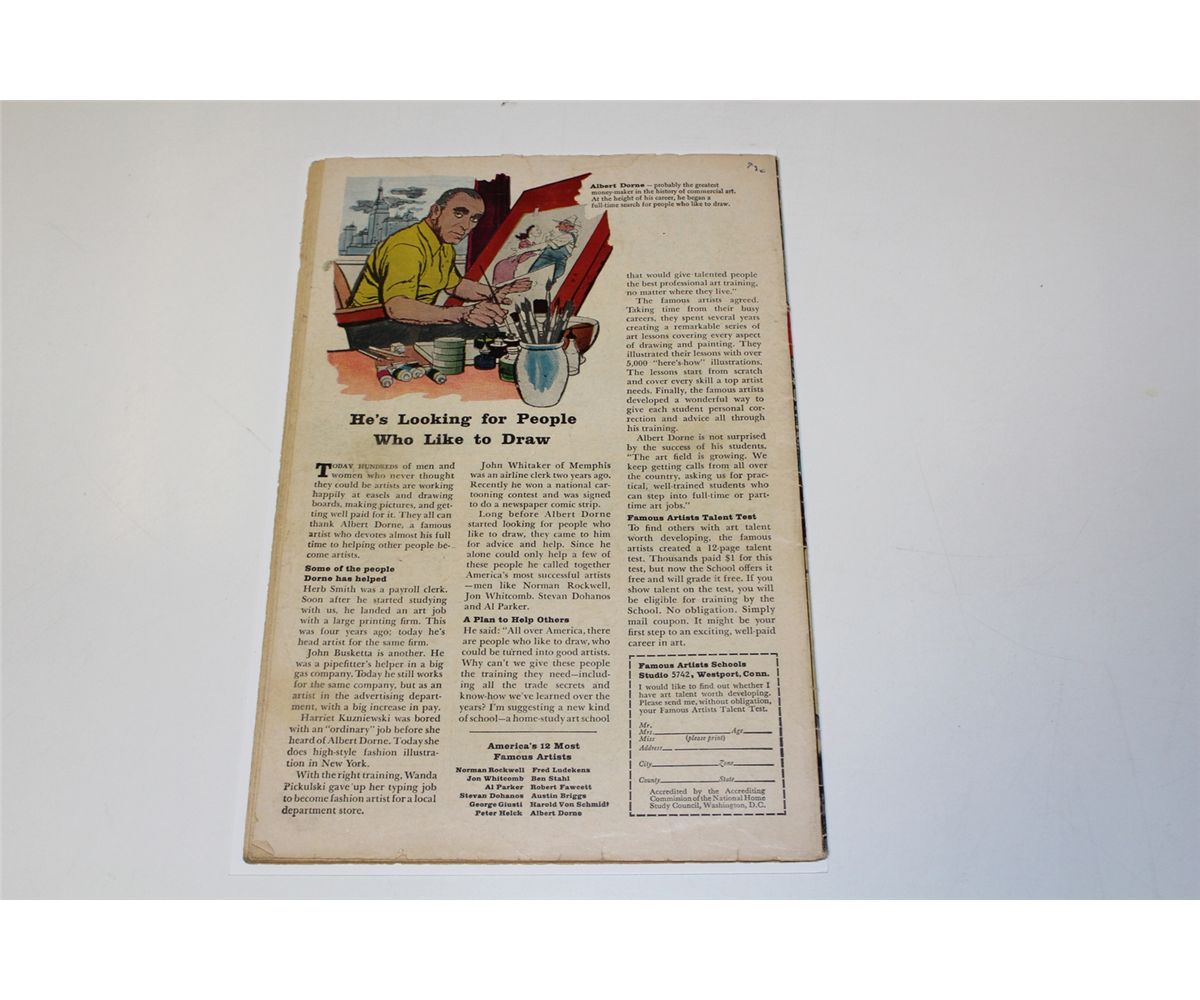 Albert Dorne — probably the greatest
money-maker in the history of commercial art.
At the height of his career, he began a
full-time search for people who like to draw.
He's Looking for People
Who Like to Draw
TODAY HUNDREDS of men and
women who never thought
they could be artists are working
happily at easels and drawing
boards, making pictures, and get-
ting well paid for it. They all can
thank Albert Dorne, a famous
artist who devotes almost his full
time to helping other people be-
come artists.
Some of the people
Dorne has helped
Herb Smith was a payroll clerk.
Soon after he started studying
with us, he landed an art job
with a large printing firm. This
was four years ago; today he's
head artist for the same firm.
John Busketta is another. He
was a pipefitter's helper in a big
gas company. Today he still works
for the same company, but as an
artist in the advertising depart-
ment, with a big increase in pay.
Harriet Kuzniewski was bored
with an "ordinary" job before she
heard of Albert Dorne. Today she
does high-style fashion illustra-
tion in New York.
With the right training, Wanda
Pickulski gave up her typing job
to become fashion artist for a local
department store.
John Whitaker of Memphis
was an airline clerk two years ago.
Recently he won a national car-
tooning contest and was signed
to do a newspaper comic strip.
Long before Albert Dorne
started looking for people who
like to draw, they came to him
for advice and help. Since he
alone could only help a few of
these people he called together
America's most successful artists
—men like Norman Rockwell,
Jon Whitcomb, Stevan Dohanos
and Al Parker.
A Plan to Help Others
He said: "All over America, there
are people who like to draw, who
could be turned into good artists.
Why can't we give these people
the training they need—includ-
ing all the trade secrets and
know-how we've learned over the
years? I'm suggesting a new kind
of school—a home-study art school
America's 12 Most
Famous Artists
Norman Rockwell Fred Ludekens
Jon Whitcomb Ben Stahl
Al Parker Robert Fawcett
Stevan Dohanos Austin Briggs
George Giusti Harold Von Schmidt
Peter Helck Albert Dorne
that would give talented people
the best professional art training,
no matter where they live."
The famous artists agreed.
Taking time from their busy
careers, they spent several years
creating a remarkable series of
art lessons covering every aspect
of drawing and painting. They
illustrated their lessons with over
5,000 "here's-how" illustrations.
The lessons start from scratch
and cover every skill a top artist
needs. Finally, the famous artists
developed a wonderful way to
give each student personal cor-
rection and advice all through
his training.
Albert Dorne is not surprised
by the success of his students.
"The art field is growing. We
keep getting calls from all over
the country, asking us for prac-
tical, well-trained students who
can step into full-time or part-
time art jobs."
Famous Artists Talent Test
To find others with art talent
worth developing, the famous
artists created a 12-page talent
test. Thousands paid $1 for this
test, but now the School offers it
free and will grade it free. If you
show talent on the test, you will
be eligible for training by the
School. No obligation. Simply
mail coupon. It might be your
first step to an exciting, well-paid
career in art.
Famous Artists Schools
Studio 5742, Westport, Conn.
I would like to find out whether I
have art talent worth developing.
Please send me, without obligation,
your Famous Artists Talent Test.
Mr.
Mrs. Age
Miss (please print)
Address
City Zone
County State
Accredited by the Accrediting
Commission of the National Home
Study Council, Washington, D.C.